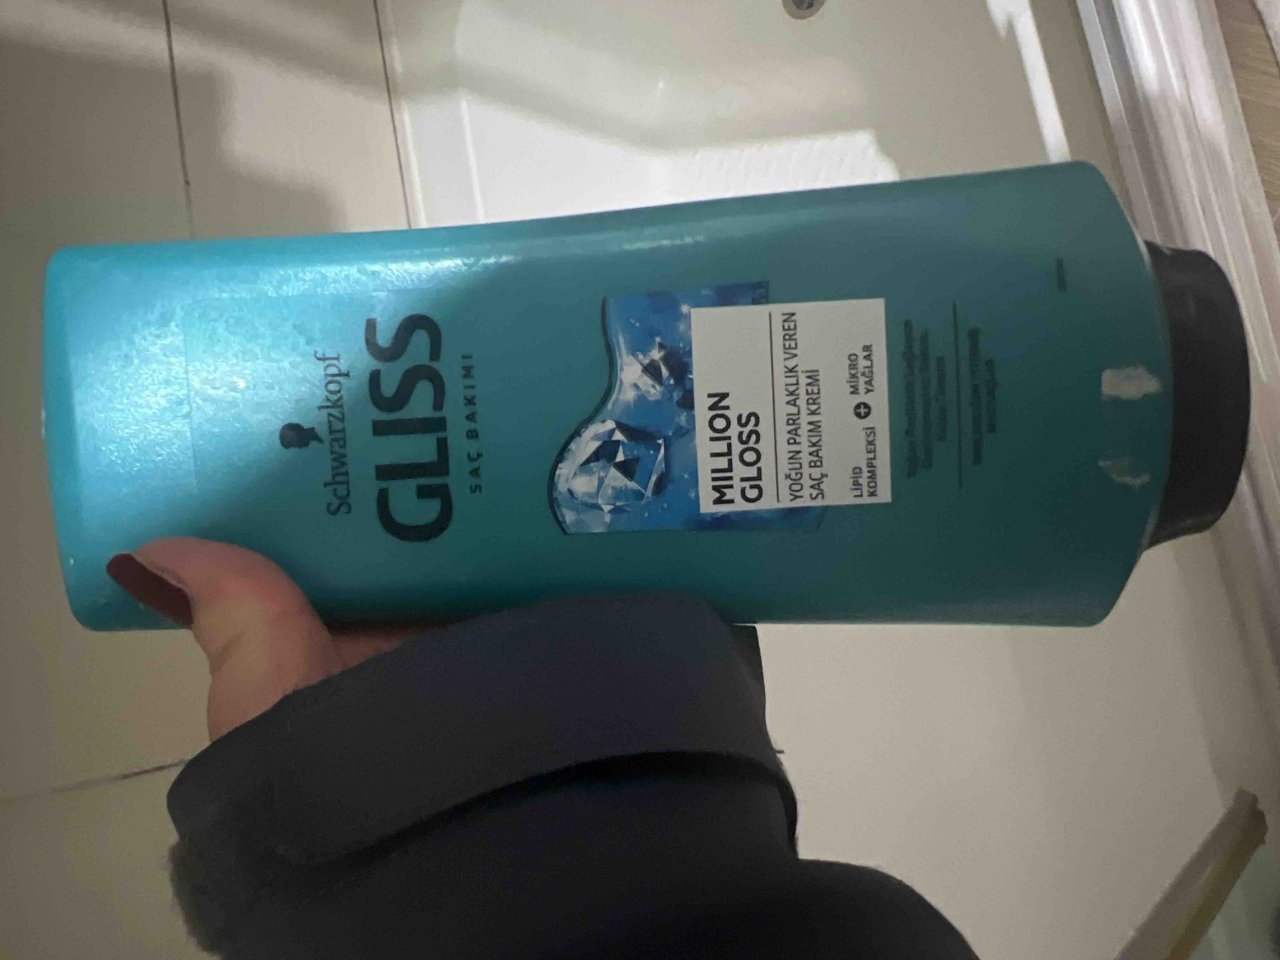 Schwarzkopf
GLISS
SAÇ BAKIMI
MILLION
GLOSS
YOĞUN PARLAKLIK VEREN
SAÇ BAKIM KREMİ
LİPİD
KOMPLEKSİ + MİKRO
YAĞLAR